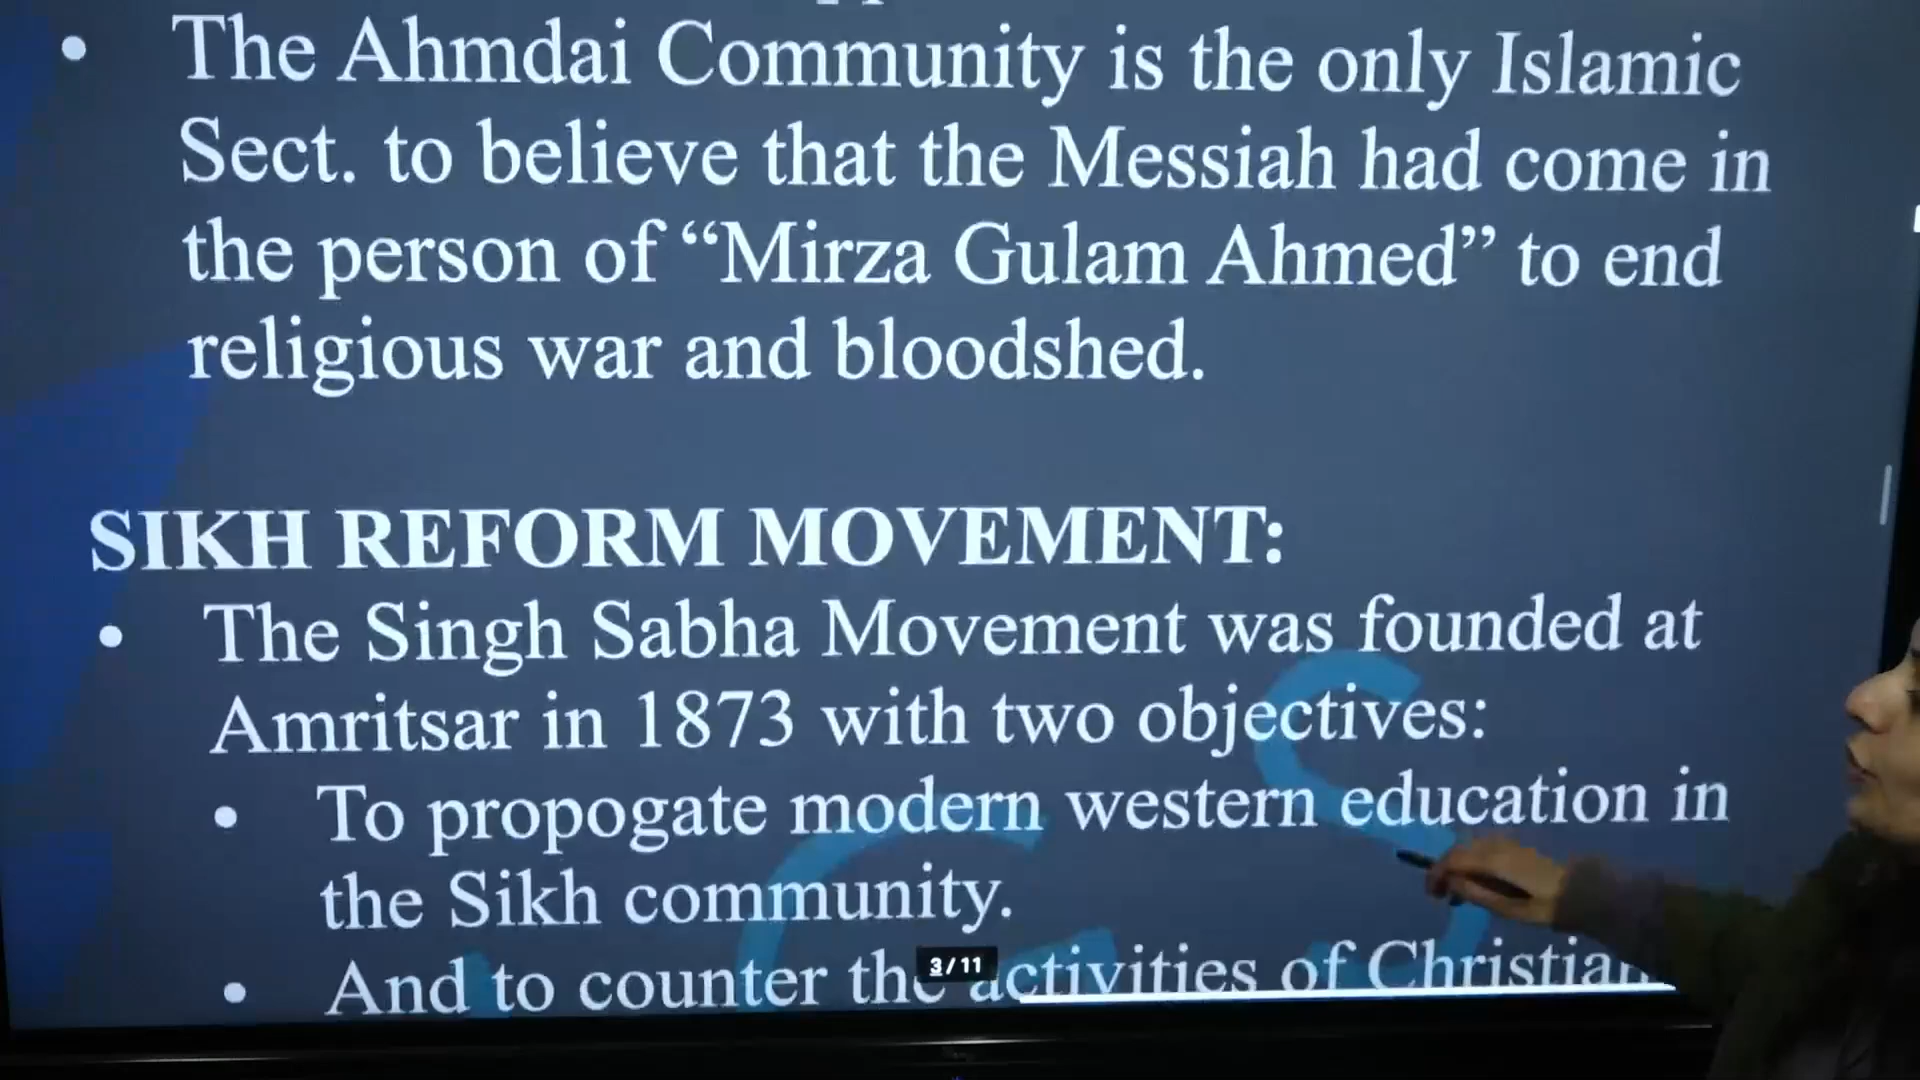 • The Ahmdai Community is the only Islamic
Sect. to believe that the Messiah had come in
the person of “Mirza Gulam Ahmed” to end
religious war and bloodshed.
SIKH REFORM MOVEMENT:
• The Singh Sabha Movement was founded at
Amritsar in 1873 with two objectives:
• To propogate modern western education in
the Sikh community.
• And to counter the activities of Christian
3/11